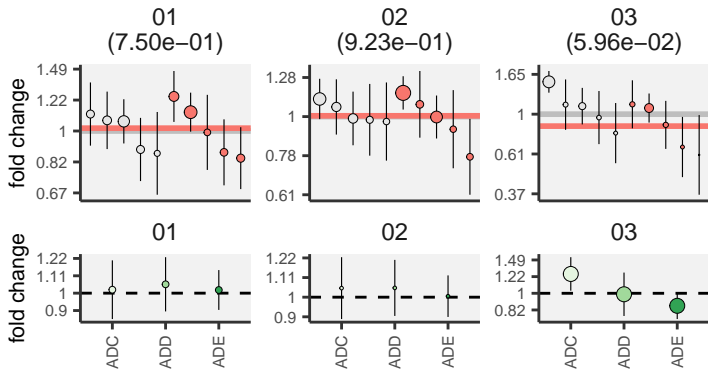 01
(7.50e−01)
02
(9.23e−01)
03
(5.96e−02)
fold change
1.49
1.22
1
0.82
0.67
1.28
1
0.78
0.61
1.65
1
0.61
0.37
01
02
03
fold change
1.22
1.11
1
0.9
1.22
1.11
1
0.9
1.49
1.22
1
0.82
ADC
ADD
ADE
ADC
ADD
ADE
ADC
ADD
ADE